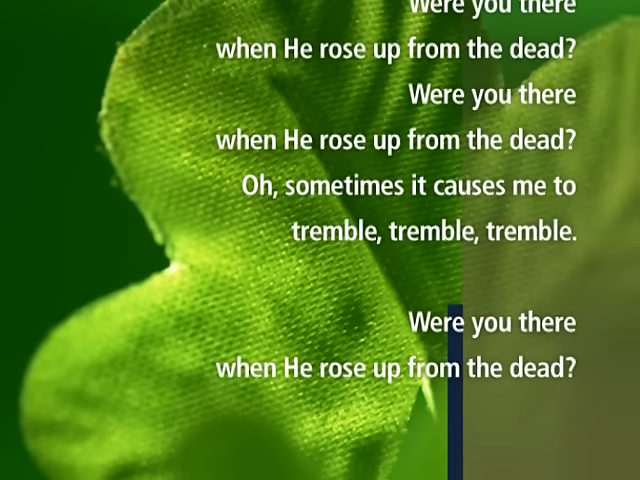 Were you there
when He rose up from the dead?
Were you there
when He rose up from the dead?
Oh, sometimes it causes me to
tremble, tremble, tremble.
Were you there
when He rose up from the dead?